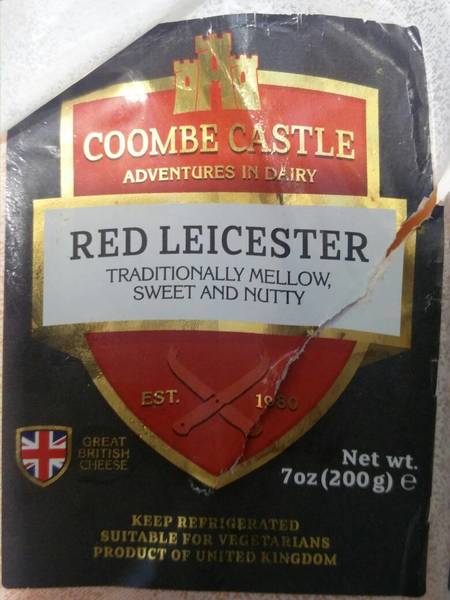 COOMBE CASTLE
ADVENTURES IN DAIRY
RED LEICESTER
TRADITIONALLY MELLOW,
SWEET AND NUTTY
EST. 1980
GREAT
BRITISH
CHEESE
Net wt.
7oz (200g) ℮
KEEP REFRIGERATED
SUITABLE FOR VEGETARIANS
PRODUCT OF UNITED KINGDOM